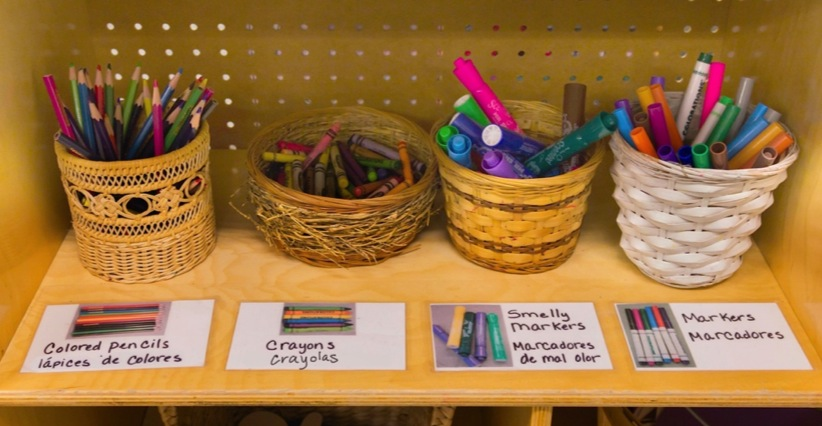 Colored Pencils
lápices de colores
Crayons
Crayolas
Smelly
markers
Marcadores
de mal olor
Markers
Marcadores